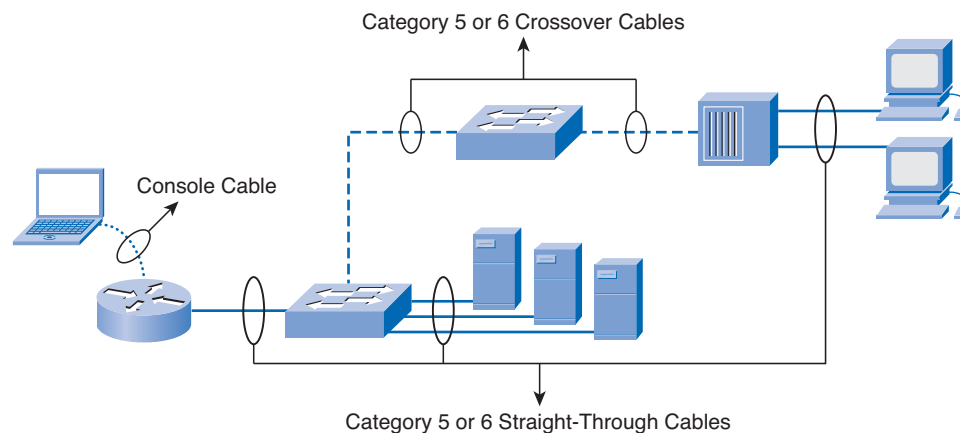 Category 5 or 6 Crossover Cables
Console Cable
Category 5 or 6 Straight-Through Cables